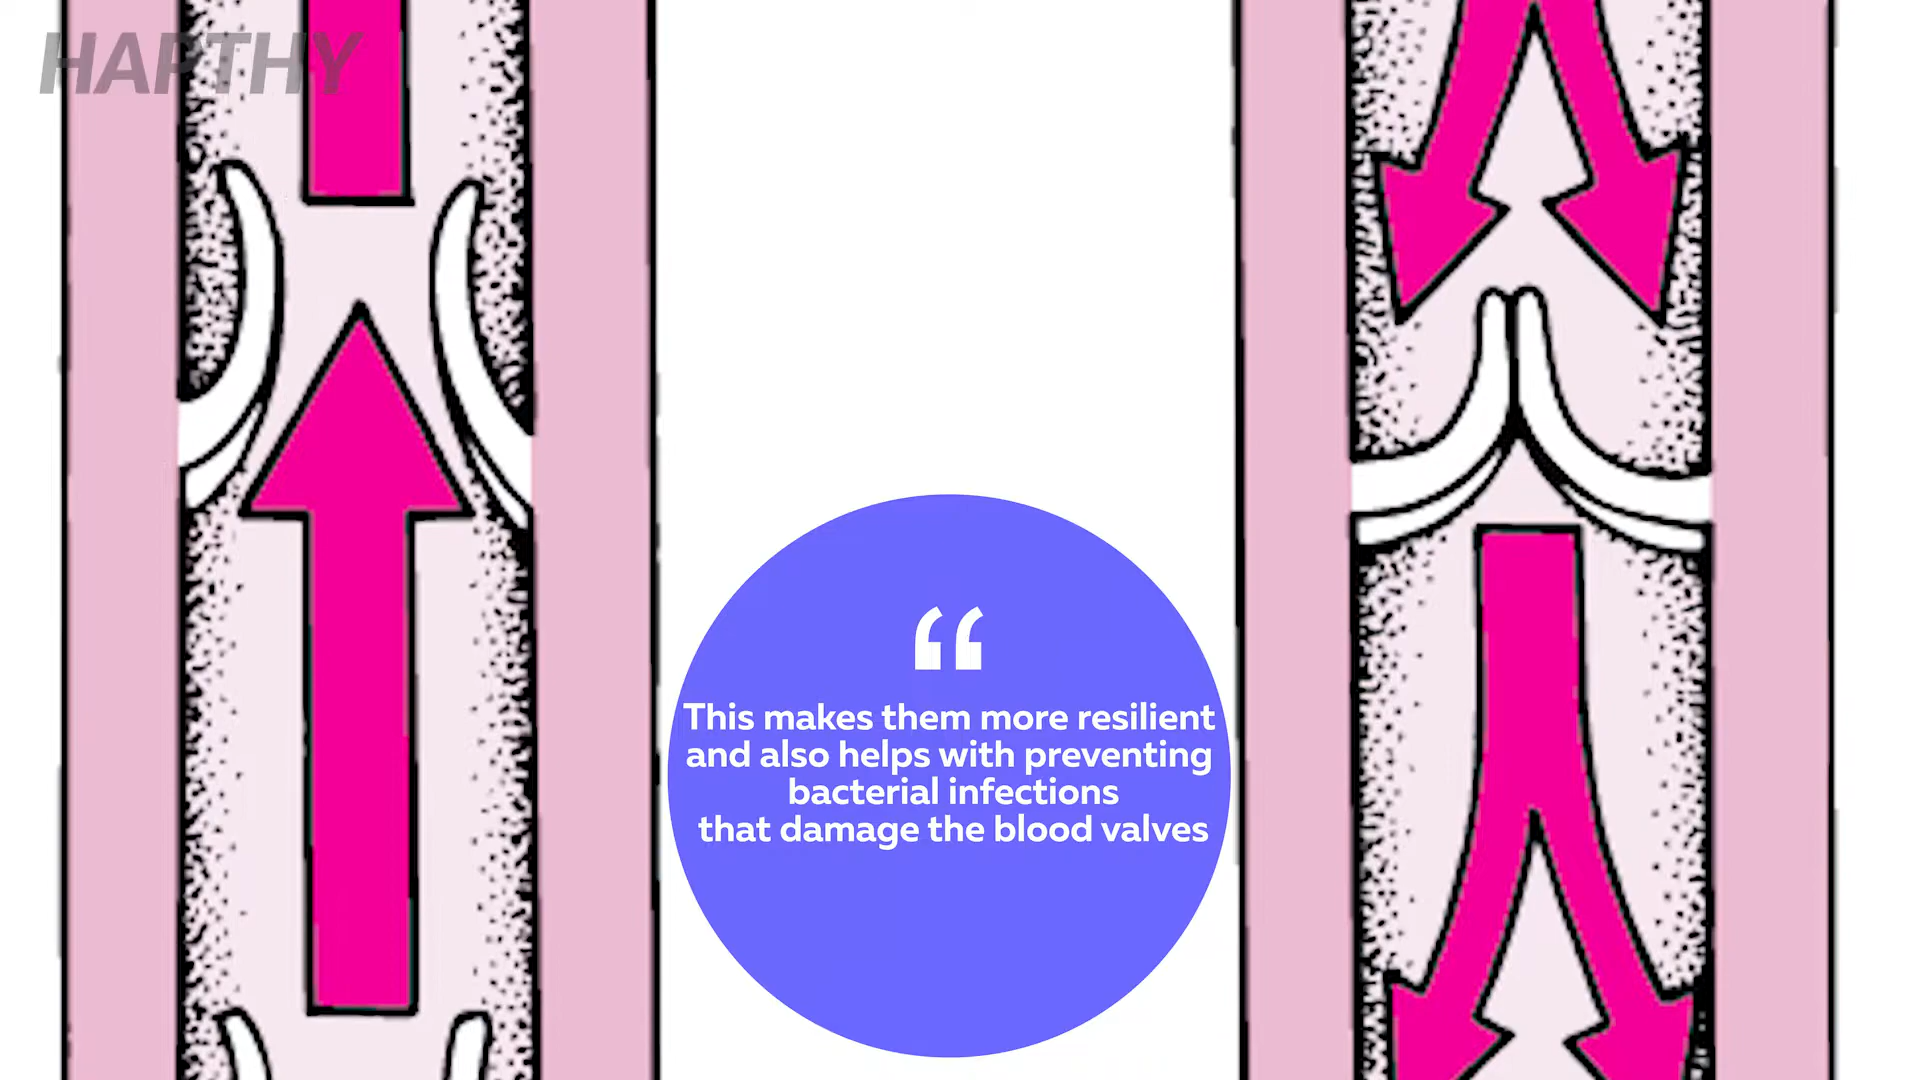 HAPTHY
“
This makes them more resilient
and also helps with preventing
bacterial infections
that damage the blood valves